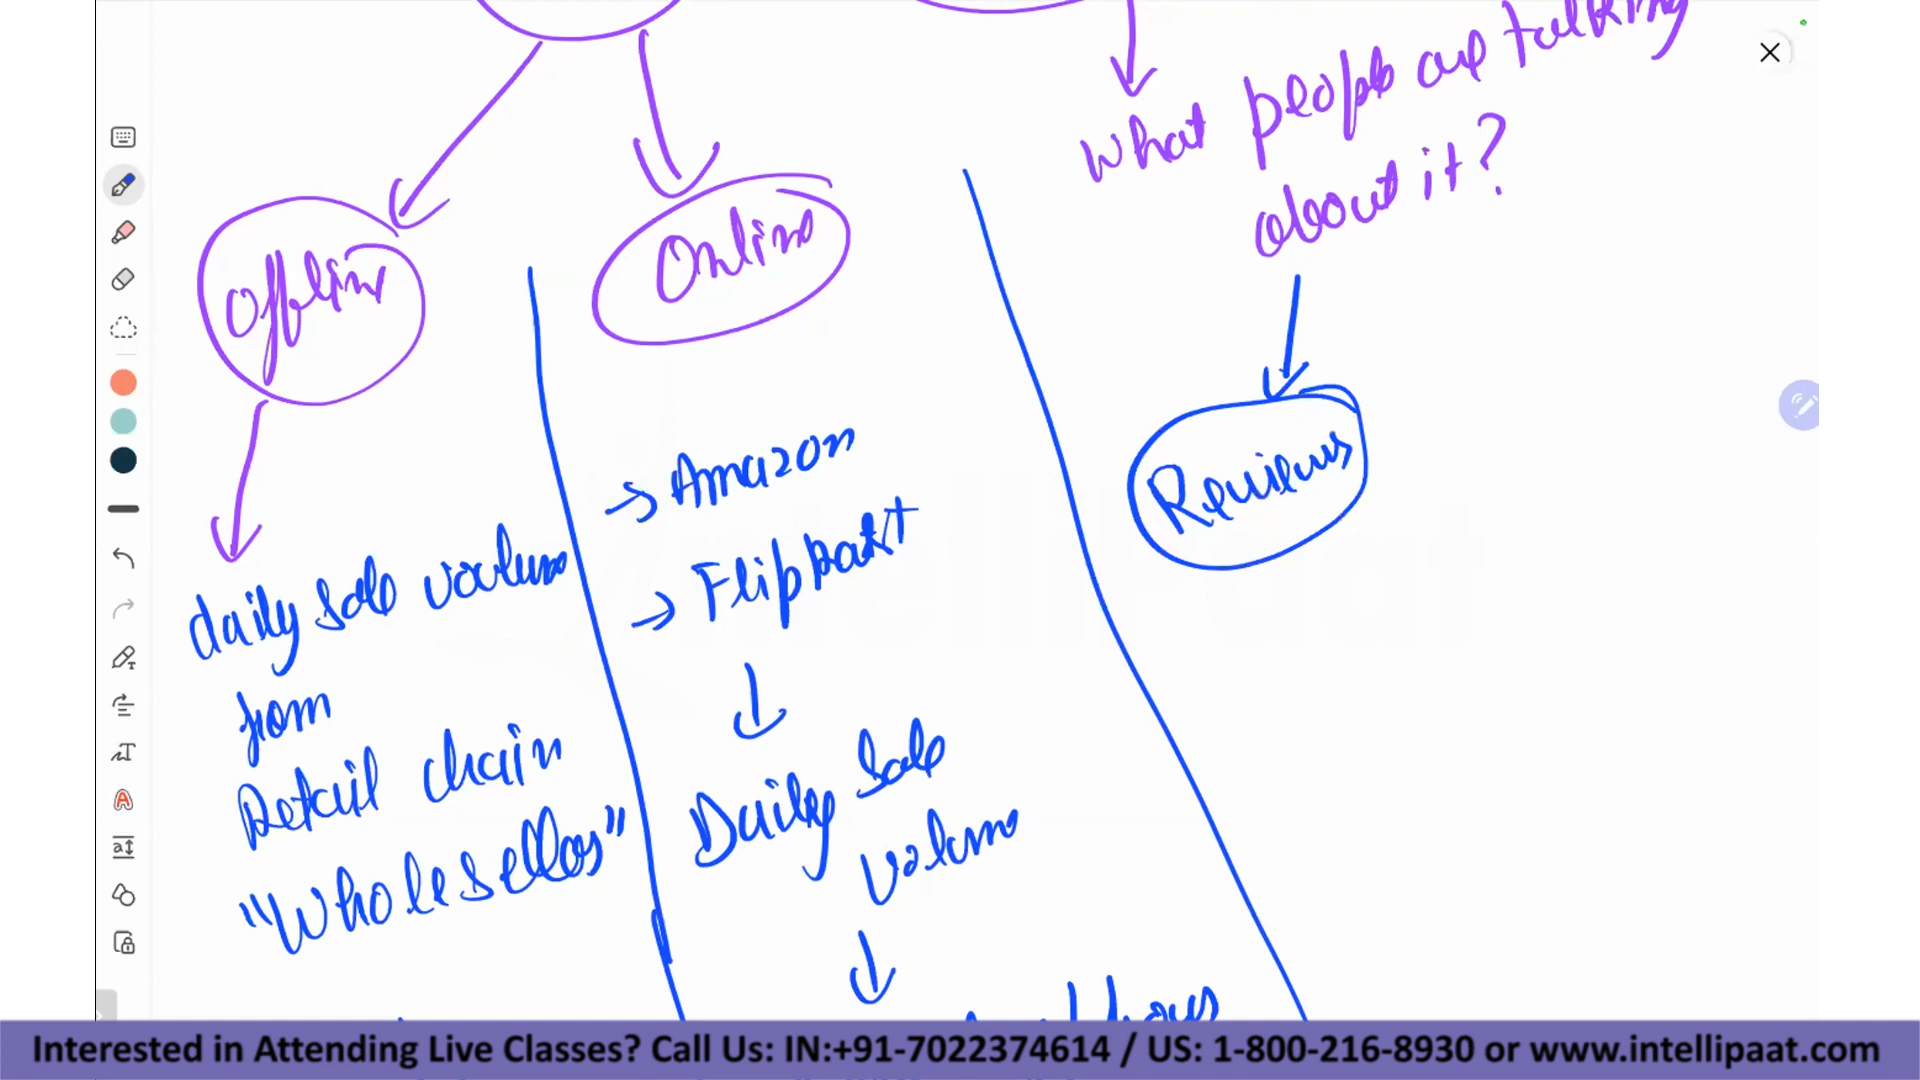 What people are talking
about it?
Offline
Online
Reviews
→ Amazon
→ Flipkart
daily sale volume
from
Retail chain
"Wholesellers"
Daily Sale
Volume
hours
Interested in Attending Live Classes? Call Us: IN:+91-7022374614 / US: 1-800-216-8930 or www.intellipaat.com